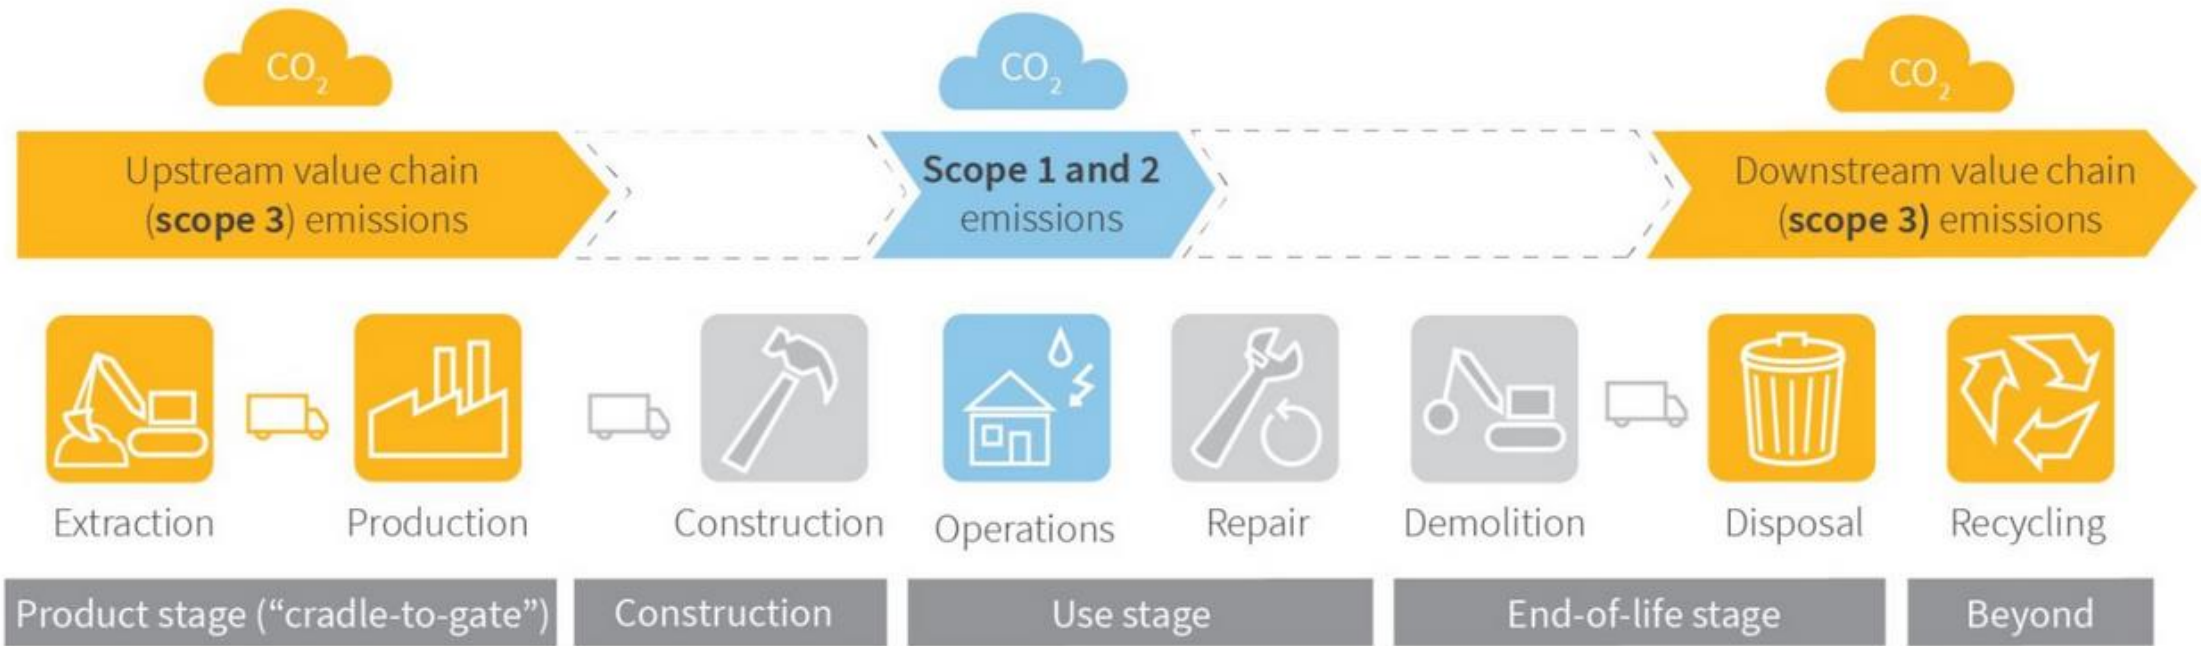 CO₂
CO₂
CO₂
Upstream value chain
(scope 3) emissions
Scope 1 and 2
emissions
Downstream value chain
(scope 3) emissions
Extraction
Production
Construction
Operations
Repair
Demolition
Disposal
Recycling
Product stage (“cradle-to-gate”)
Construction
Use stage
End-of-life stage
Beyond